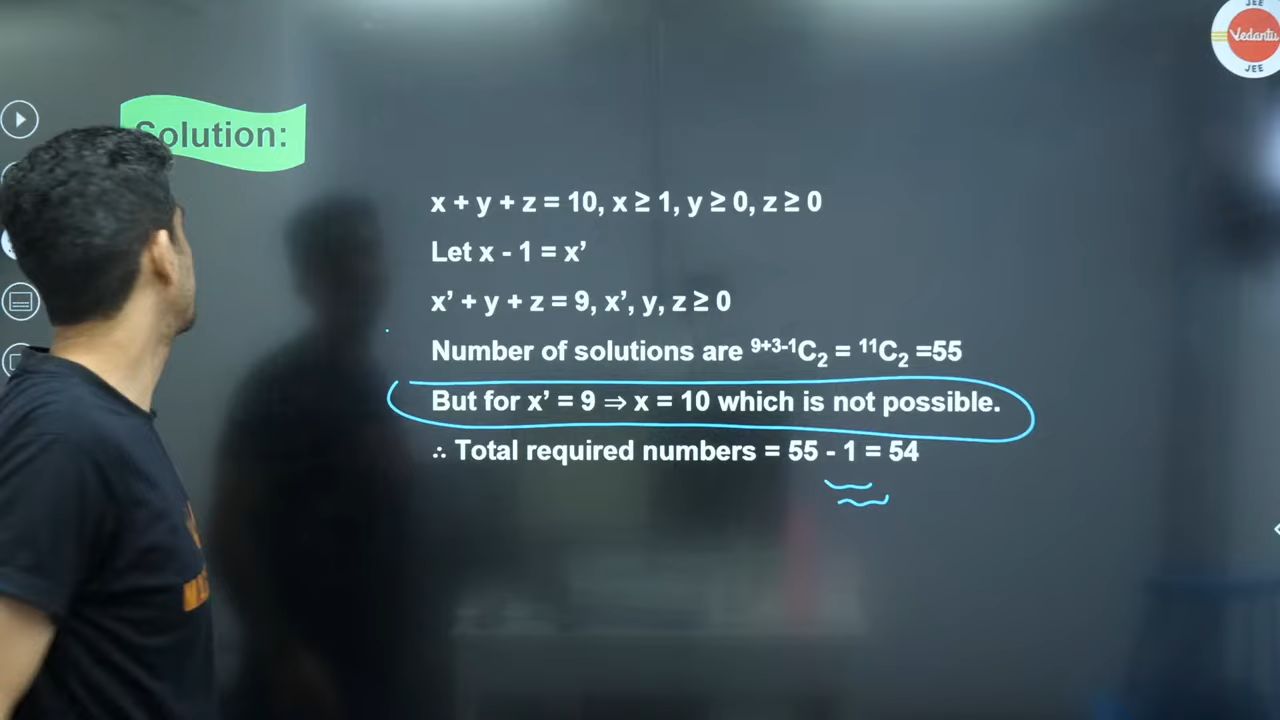 JEE
Vedantu
JEE
Solution:
x + y + z = 10, x ≥ 1, y ≥ 0, z ≥ 0
Let x - 1 = x’
x’ + y + z = 9, x’, y, z ≥ 0
Number of solutions are ⁹⁺³⁻¹C₂ = ¹¹C₂ =55
But for x’ = 9 ⇒ x = 10 which is not possible.
∴ Total required numbers = 55 - 1 = 54